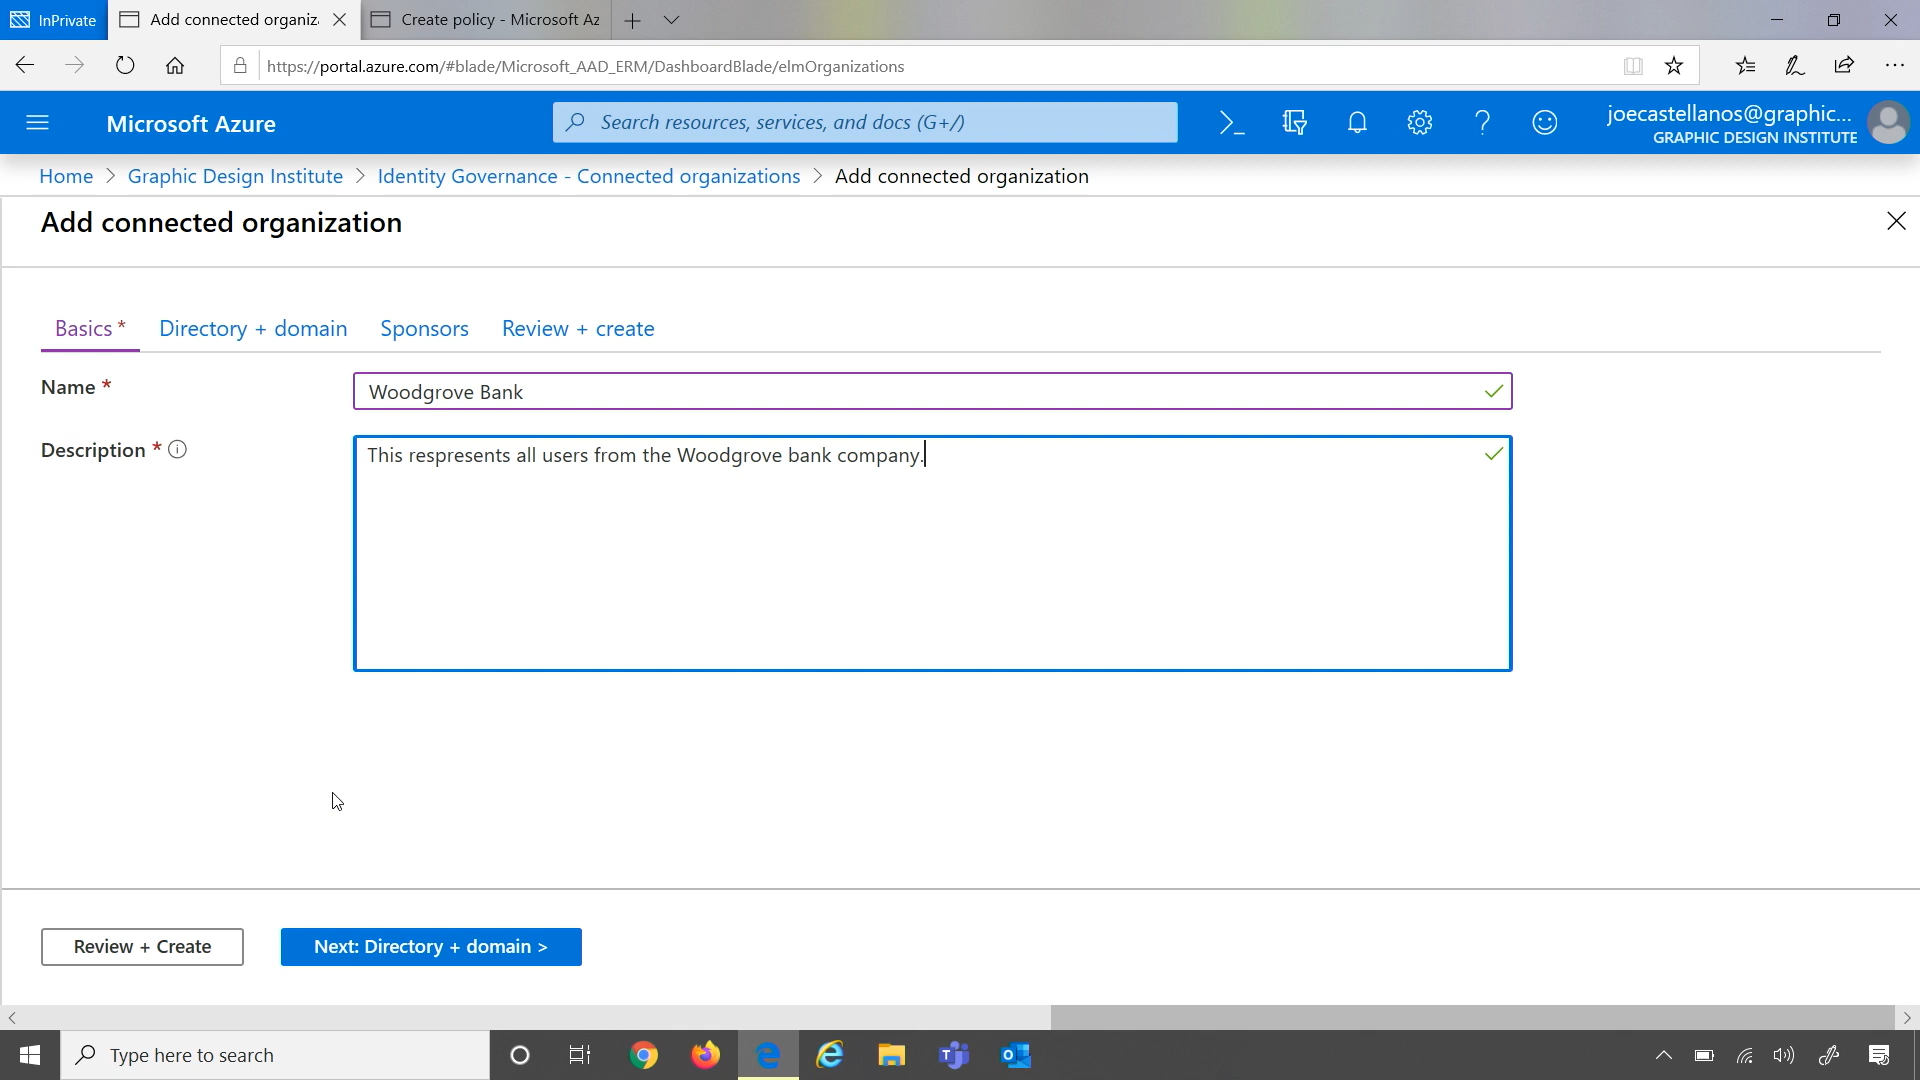 InPrivate
Add connected organiz
Create policy - Microsoft Az
https://portal.azure.com/#blade/Microsoft_AAD_ERM/DashboardBlade/elmOrganizations
Microsoft Azure
Search resources, services, and docs (G+/)
joecastellanos@graphic...
GRAPHIC DESIGN INSTITUTE
Home > Graphic Design Institute > Identity Governance - Connected organizations > Add connected organization
Add connected organization
Basics * Directory + domain Sponsors Review + create
Name * Woodgrove Bank
Description * This respresents all users from the Woodgrove bank company.
Review + Create Next: Directory + domain >
Type here to search